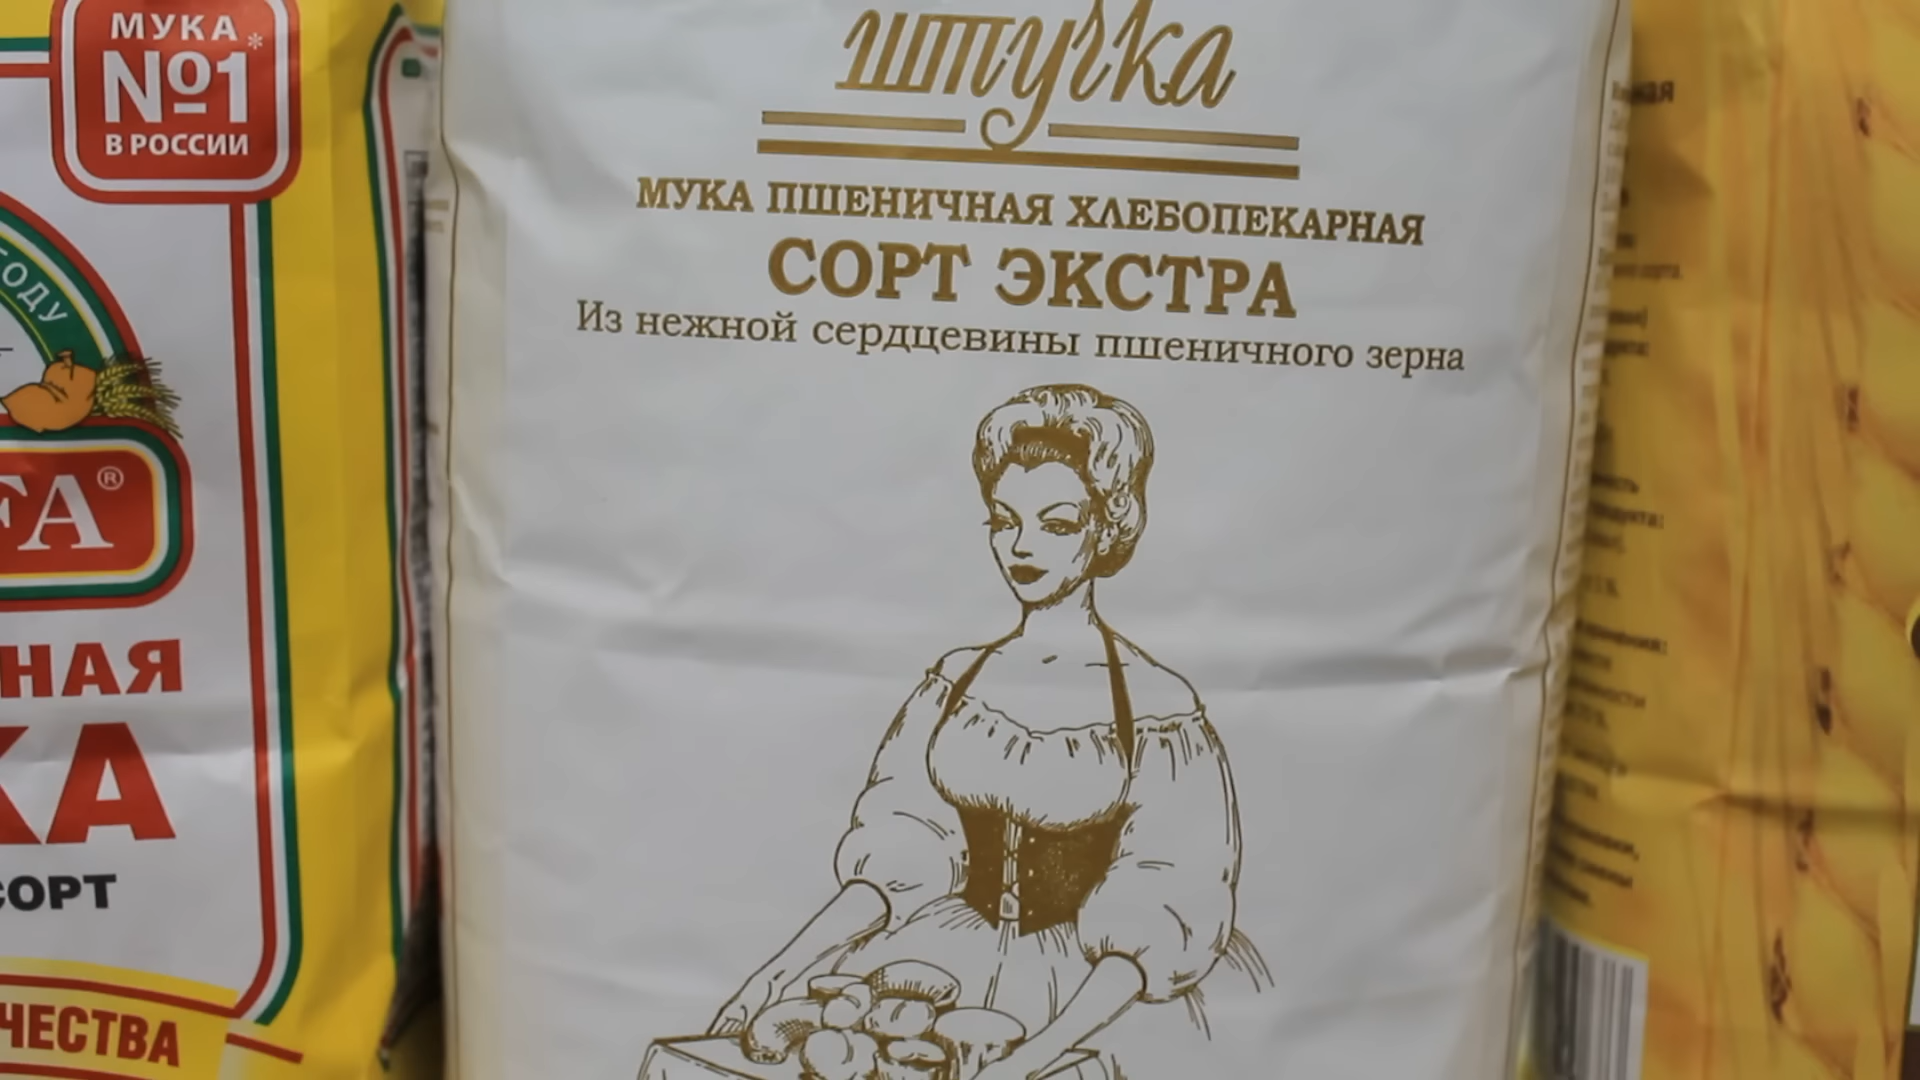 МУКА
№1*
В РОССИИ
ГОДУ
FA®
НАЯ
КА
СОРТ
ЧЕСТВА
штучка
МУКА ПШЕНИЧНАЯ ХЛЕБОПЕКАРНАЯ
СОРТ ЭКСТРА
Из нежной сердцевины пшеничного зерна